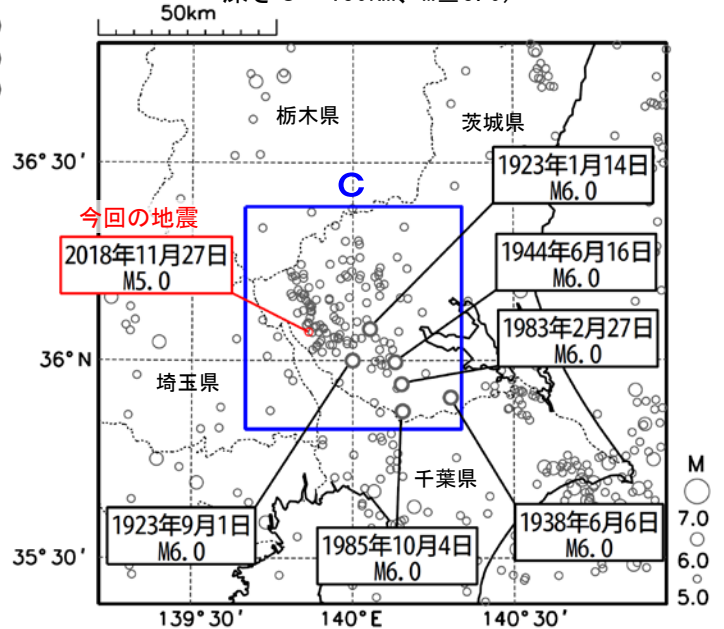 50km
栃木県
茨城県
36°30′
1923年1月14日
M6.0
C
今回の地震
2018年11月27日
M5.0
1944年6月16日
M6.0
1983年2月27日
M6.0
36°N
埼玉県
千葉県
M
7.0
6.0
5.0
1923年9月1日
M6.0
1985年10月4日
M6.0
1938年6月6日
M6.0
35°30′
139°30′
140°E
140°30′